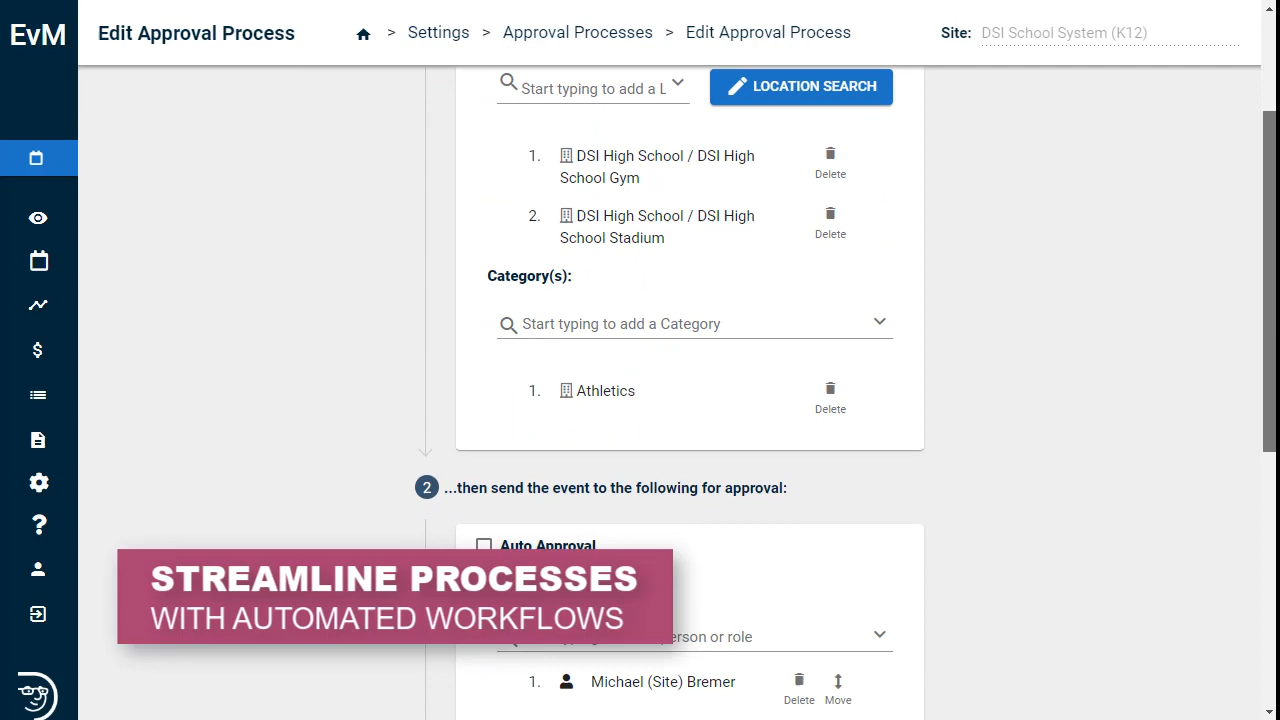 EvM
Edit Approval Process
> Settings > Approval Processes > Edit Approval Process
Site: DSI School System (K12)
Start typing to add a L
LOCATION SEARCH
1. DSI High School / DSI High
School Gym
Delete
2. DSI High School / DSI High
School Stadium
Delete
Category(s):
Start typing to add a Category
1. Athletics
Delete
2 ...then send the event to the following for approval:
Auto Approval
STREAMLINE PROCESSES
WITH AUTOMATED WORKFLOWS
erson or role
1. Michael (Site) Bremer
Delete Move